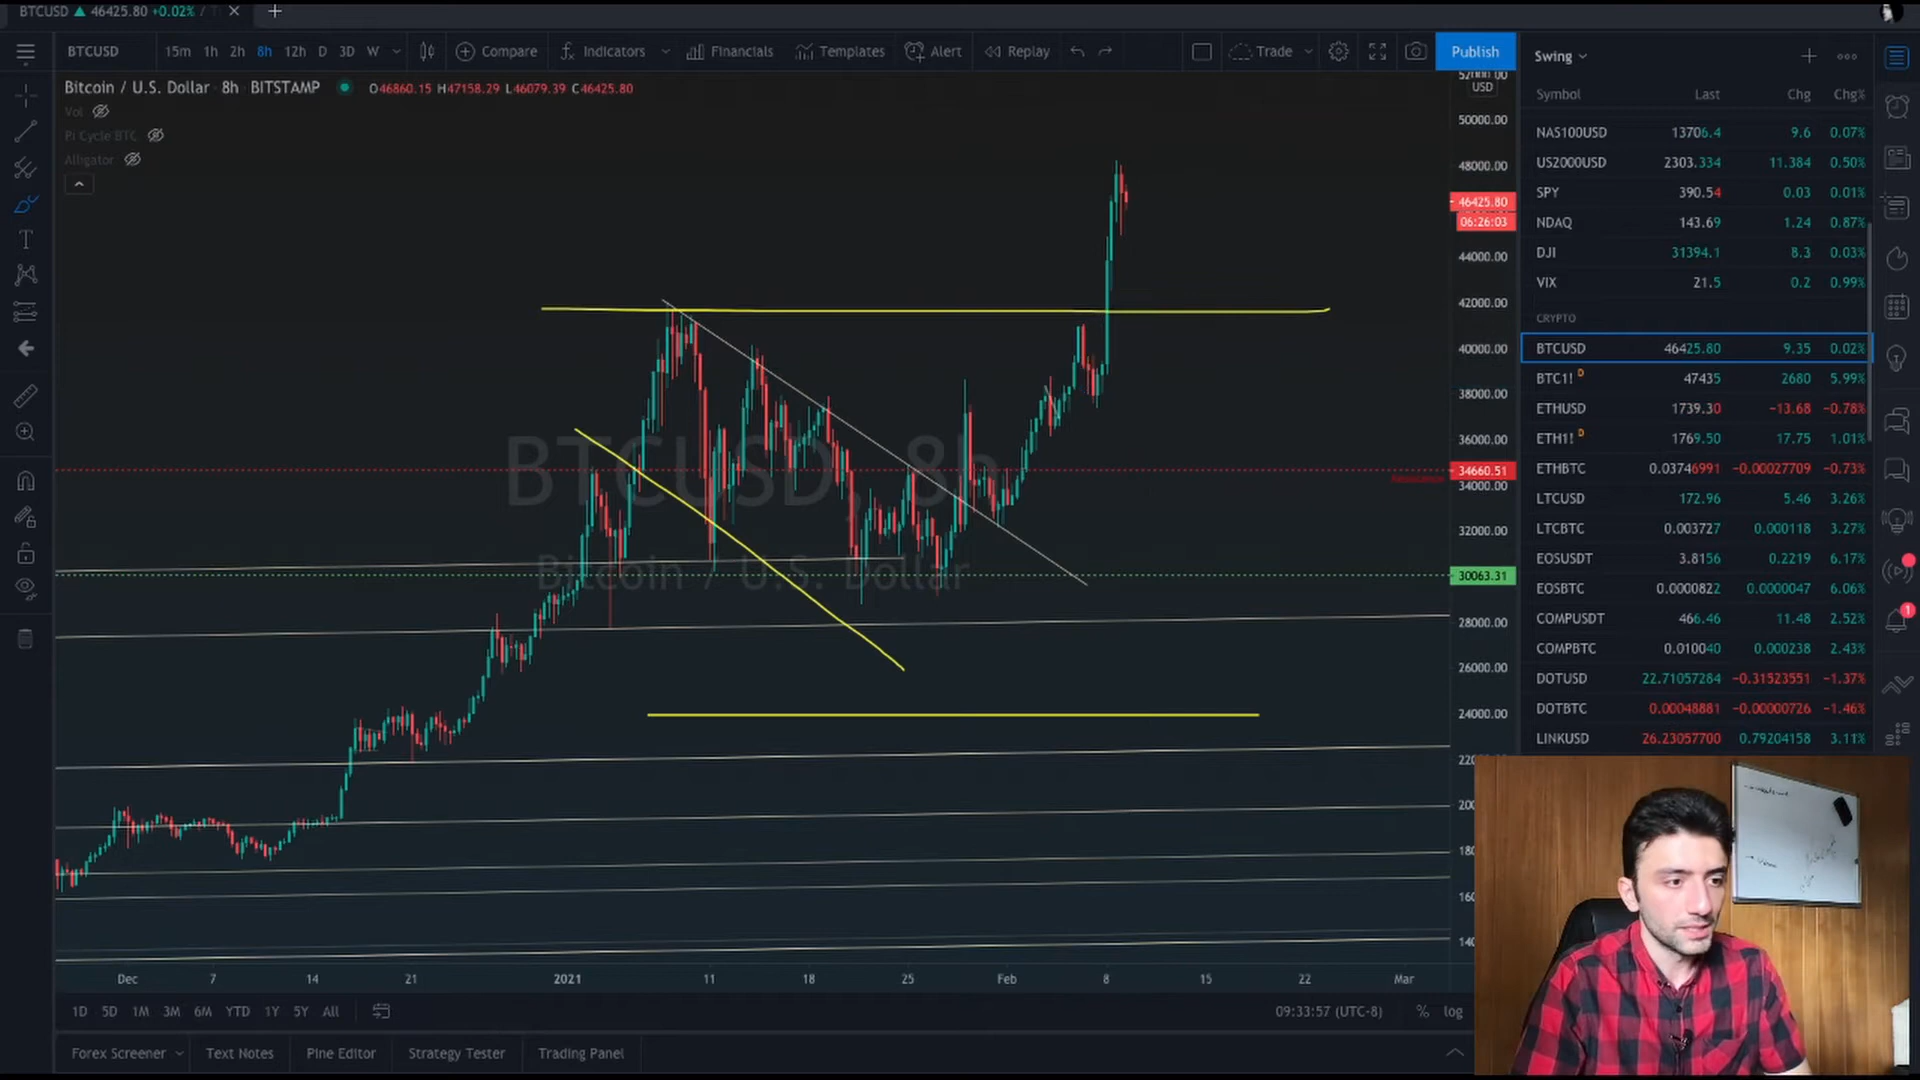 BTCUSD ▲ 46425.80 +0.02% /
BTCUSD 15m 1h 2h 8h 12h D 3D W Compare Indicators Financials Templates Alert Replay Trade Publish
Bitcoin / U.S. Dollar · 8h · BITSTAMP O46860.15 H47158.29 L46079.39 C46425.80
Vol
Pi Cycle BTC
Alligator
BTCUSD, 8h
Bitcoin / U.S. Dollar
USD
50000.00
48000.00
46425.80
06:26:03
44000.00
42000.00
40000.00
38000.00
36000.00
34660.51
34000.00
32000.00
30063.31
28000.00
26000.00
24000.00
Dec 7 14 21 2021 11 18 25 Feb 8 15 22 Mar
1D 5D 1M 3M 6M YTD 1Y 5Y All 09:33:57 (UTC-8) % log
Forex Screener Text Notes Pine Editor Strategy Tester Trading Panel
Swing
Symbol Last Chg Chg%
NAS100USD 13706.4 9.6 0.07%
US2000USD 2303.334 11.384 0.50%
SPY 390.54 0.03 0.01%
NDAQ 143.69 1.24 0.87%
DJI 31394.1 8.3 0.03%
VIX 21.5 0.2 0.99%
CRYPTO
BTCUSD 46425.80 9.35 0.02%
BTC1! D 47435 2680 5.99%
ETHUSD 1739.30 −13.68 −0.78%
ETH1! D 1769.50 17.75 1.01%
ETHBTC 0.03746991 −0.00027709 −0.73%
LTCUSD 172.96 5.46 3.26%
LTCBTC 0.003727 0.000118 3.27%
EOSUSDT 3.8156 0.2219 6.17%
EOSBTC 0.0000822 0.0000047 6.06%
COMPUSDT 466.46 11.48 2.52%
COMPBTC 0.010040 0.000238 2.43%
DOTUSD 22.71057284 −0.31523551 −1.37%
DOTBTC 0.00048881 −0.00000726 −1.46%
LINKUSD 26.23057700 0.79204158 3.11%
1